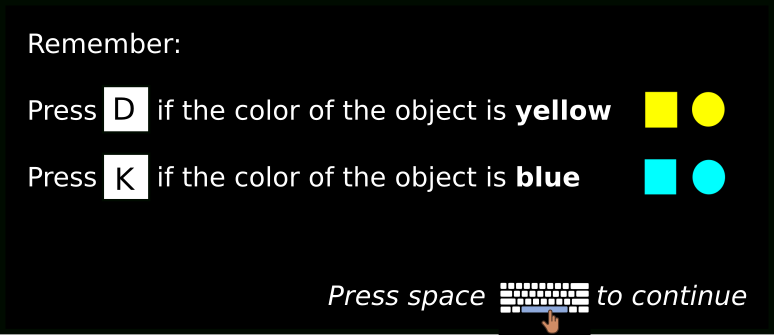 Remember:
Press D if the color of the object is yellow
Press K if the color of the object is blue
Press space to continue